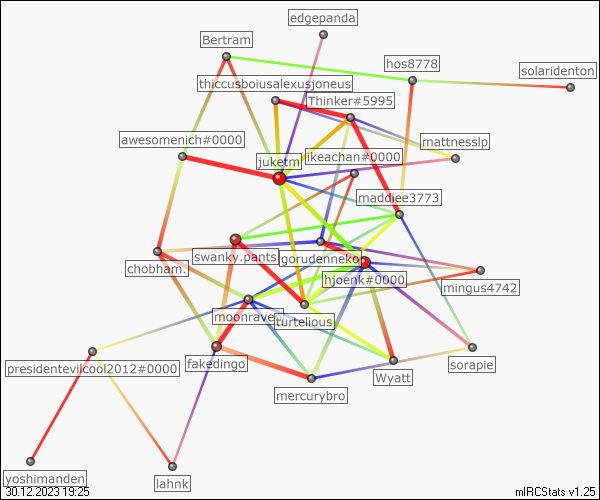 edgepanda
Bertram
hos8778
solaridenton
thiccusboiusalexusjoneus
Thinker#5995
awesomenich#0000
mattnesslp
juketm
ikeachan#0000
maddiee3773
swanky.pants
gorudenneko
chobham.
hjoenk#0000
mingus4742
moonraven
turtelious
fakedingo
presidentevilcool2012#0000
Wyatt
sorapie
mercurybro
yoshimanden
lahnk
30.12.2023 19:25
mIRCStats v1.25